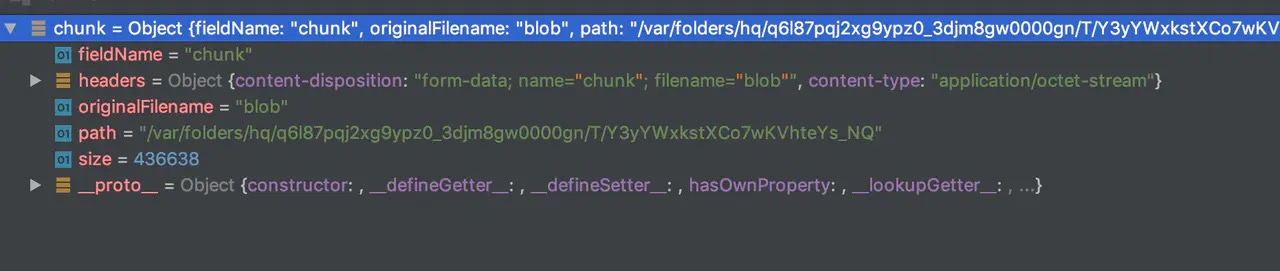 chunk = Object {fieldName: "chunk", originalFilename: "blob", path: "/var/folders/hq/q6l87pqj2xg9ypz0_3djm8gw0000gn/T/Y3yYWxkstXCo7wKV
01 fieldName = "chunk"
headers = Object {content-disposition: "form-data; name="chunk"; filename="blob"", content-type: "application/octet-stream"}
01 originalFilename = "blob"
01 path = "/var/folders/hq/q6l87pqj2xg9ypz0_3djm8gw0000gn/T/Y3yYWxkstXCo7wKVhteYs_NQ"
01 size = 436638
__proto__ = Object {constructor: , __defineGetter__: , __defineSetter__: , hasOwnProperty: , __lookupGetter__: , ...}